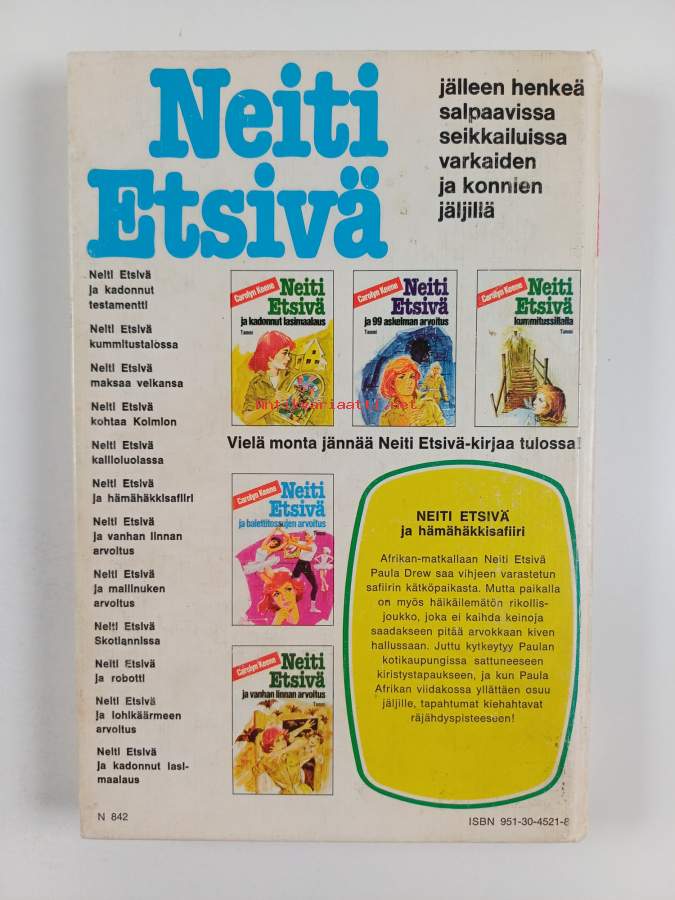 Neiti
Etsivä
jälleen henkeä
salpaavissa
seikkailuissa
varkaiden
ja konnien
jäljillä
Neiti Etsivä
ja kadonnut
testamentti
Neiti Etsivä
kummitustalossa
Neiti Etsivä
maksaa velkansa
Neiti Etsivä
kohtaa Kolmion
Neiti Etsivä
kallioluolassa
Neiti Etsivä
ja hämähäkkisafiiri
Neiti Etsivä
ja vanhan linnan
arvoitus
Neiti Etsivä
ja mallinuken
arvoitus
Neiti Etsivä
Skotlannissa
Neiti Etsivä
ja robotti
Neiti Etsivä
ja lohikäärmeen
arvoitus
Neiti Etsivä
ja kadonnut lasi-
maalaus
Carolyn Keene
Neiti
Etsivä
ja kadonnut lasimaalaus
Tammi
Carolyn Keene
Neiti
Etsivä
ja 99 askelman arvoitus
Tammi
Carolyn Keene
Neiti
Etsivä
kummitussillalla
Tammi
Antikvariaatti.net
Vielä monta jännää Neiti Etsivä-kirjaa tulossa!
Carolyn Keene
Neiti
Etsivä
ja balettitossujen arvoitus
Tammi
Carolyn Keene
Neiti
Etsivä
ja vanhan linnan arvoitus
Tammi
NEITI ETSIVÄ
ja hämähäkkisafiiri
Afrikan-matkallaan Neiti Etsivä
Paula Drew saa vihjeen varastetun
safiirin kätköpaikasta. Mutta paikalla
on myös häikäilemätön rikollis-
joukko, joka ei kaihda keinoja
saadakseen pitää arvokkaan kiven
hallussaan. Juttu kytkeytyy Paulan
kotikaupungissa sattuneeseen
kiristystapaukseen, ja kun Paula
Afrikan viidakossa yllättäen osuu
jäljille, tapahtumat kiehahtavat
räjähdyspisteeseen!
N 842
ISBN 951-30-4521-8